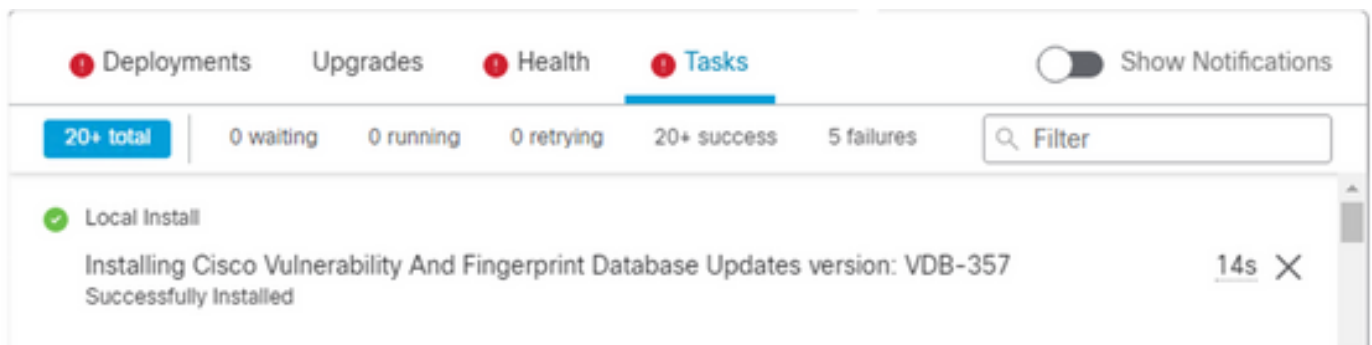 Deployments Upgrades Health Tasks Show Notifications
20+ total 0 waiting 0 running 0 retrying 20+ success 5 failures Filter
Local Install
Installing Cisco Vulnerability And Fingerprint Database Updates version: VDB-357 14s
Successfully Installed